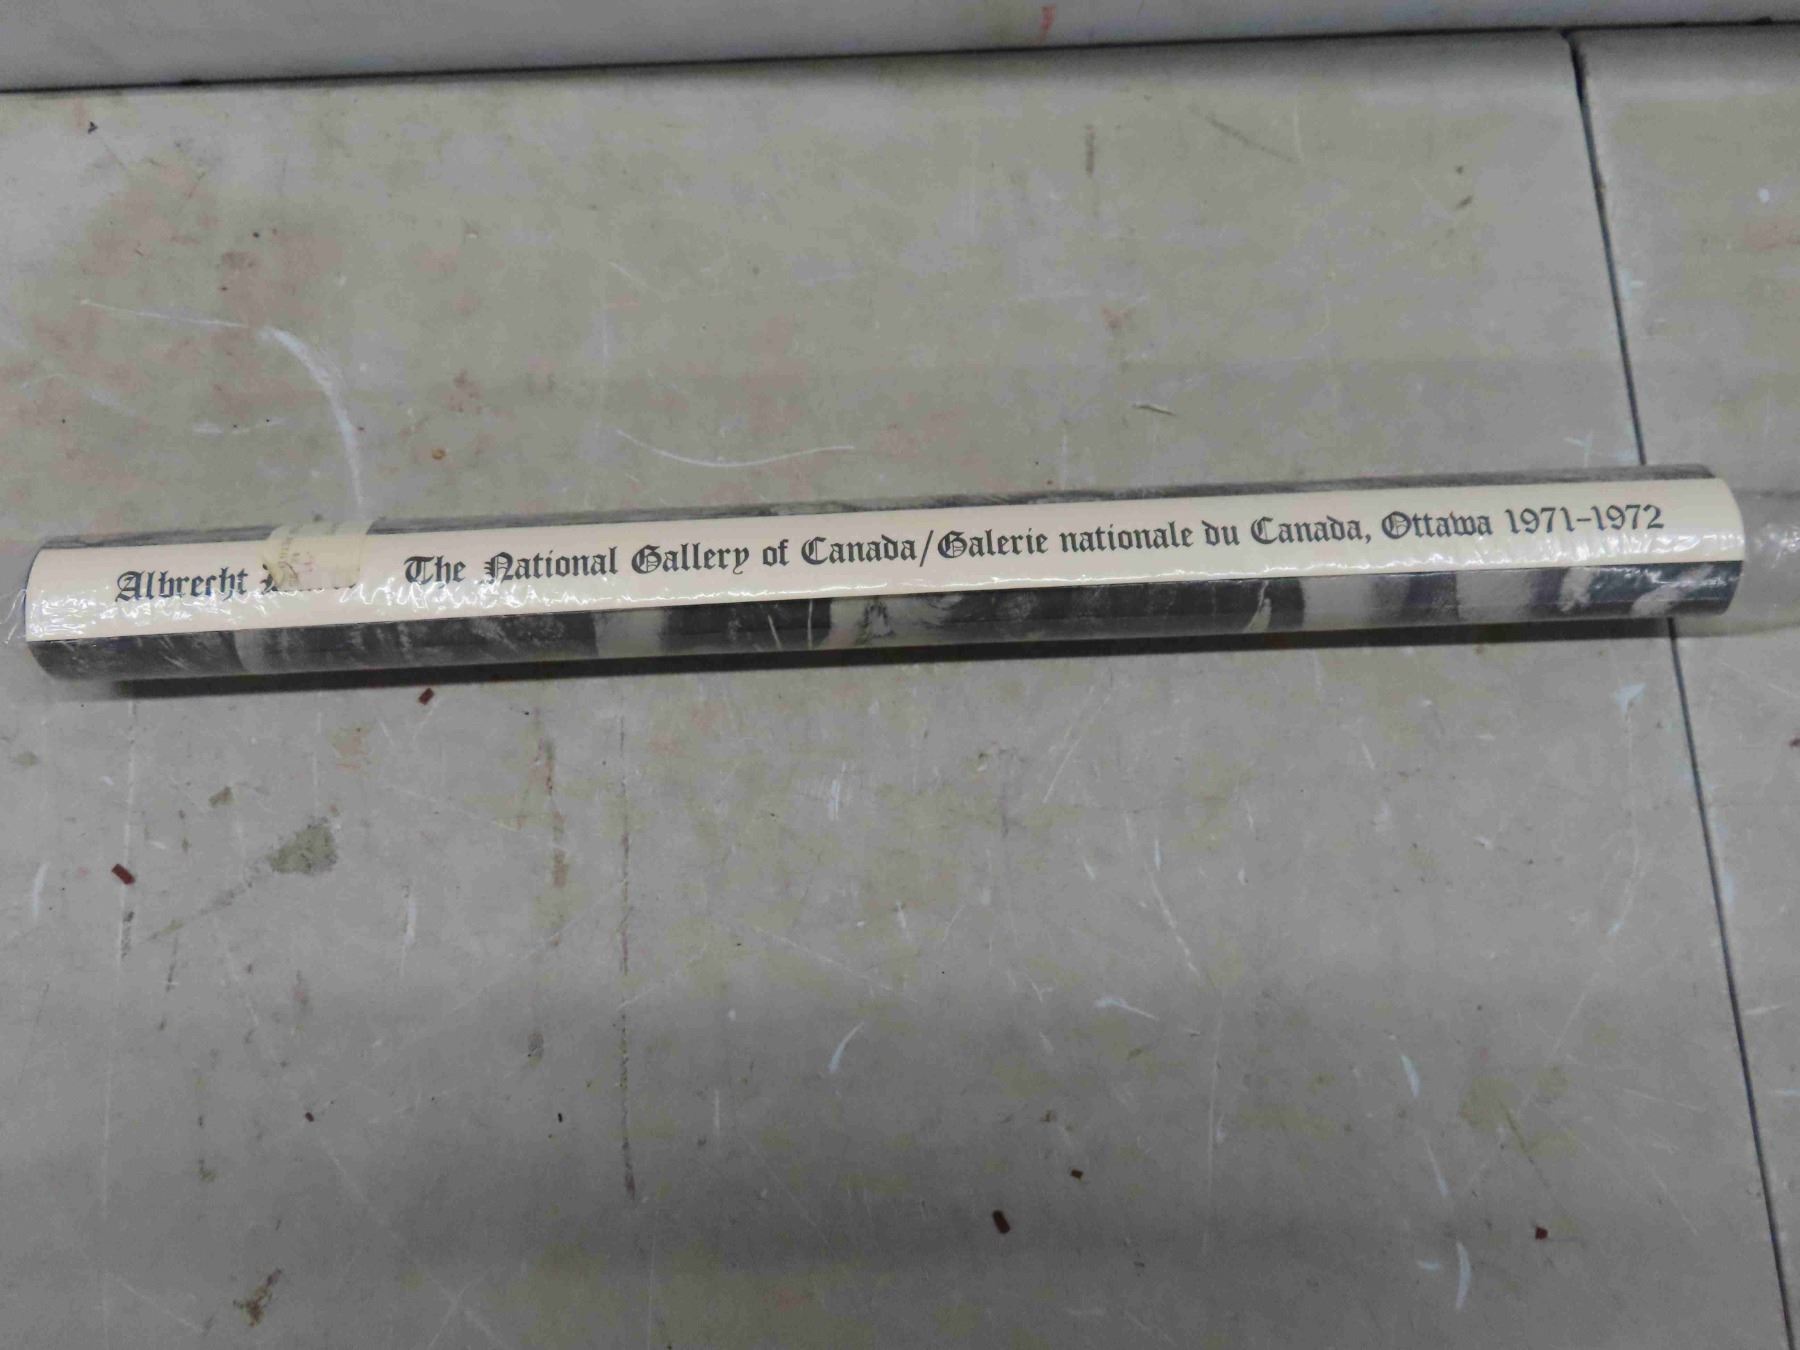 Albrecht The National Gallery of Canada/Galerie nationale du Canada, Ottawa 1971-1972